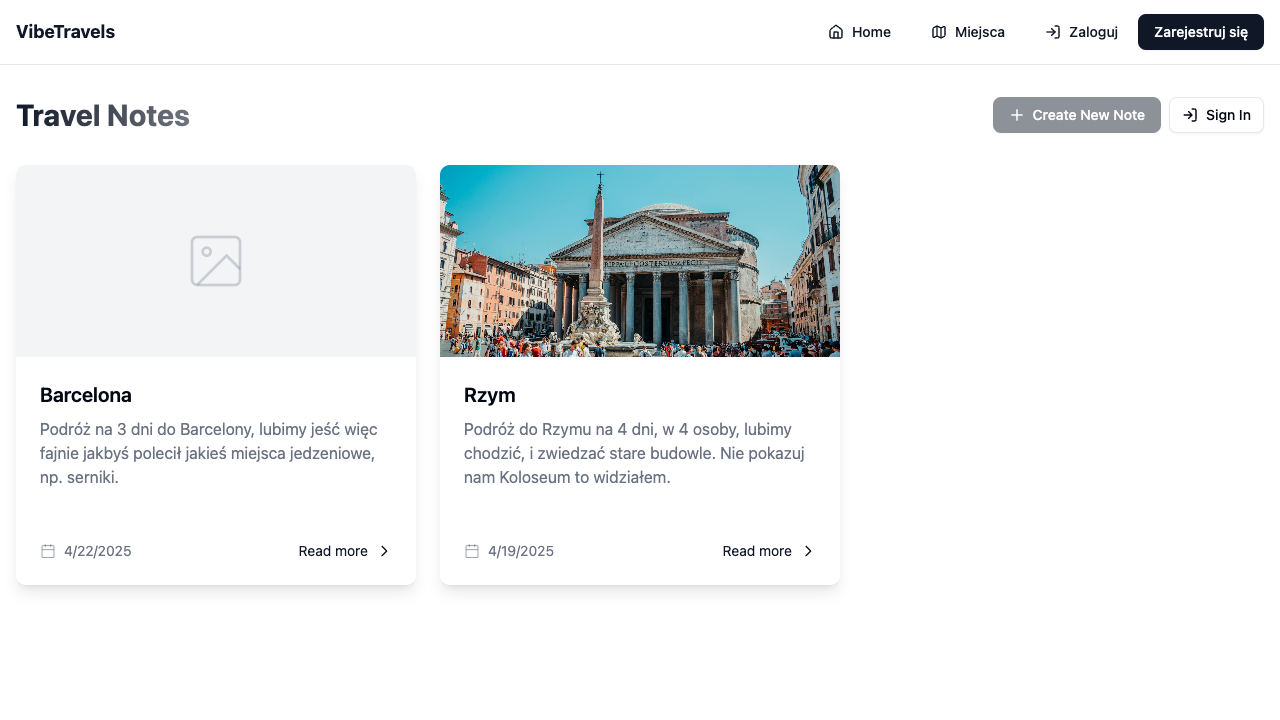 VibeTravels
Home
Miejsca
Zaloguj
Zarejestruj się
Travel Notes
Create New Note
Sign In
Barcelona
Podróż na 3 dni do Barcelony, lubimy jeść więc
fajnie jakbyś polecił jakieś miejsca jedzeniowe,
np. serniki.
4/22/2025
Read more
Rzym
Podróż do Rzymu na 4 dni, w 4 osoby, lubimy
chodzić, i zwiedzać stare budowle. Nie pokazuj
nam Koloseum to widziałem.
4/19/2025
Read more